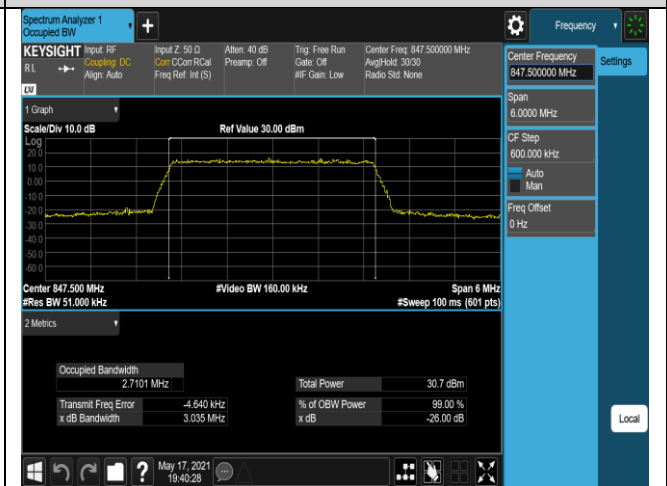 Spectrum Analyzer 1
Occupied BW
+
Frequency
KEYSIGHT
RL
LXI
Input: RF
Coupling: DC
Align: Auto
Input Z: 50 Ω
Corr CCorr RCal
Freq Ref: Int (S)
Atten: 40 dB
Preamp: Off
Trig: Free Run
Gate: Off
#IF Gain: Low
Center Freq: 847.500000 MHz
Avg|Hold: 30/30
Radio Std: None
Center Frequency
847.500000 MHz
Settings
Span
6.0000 MHz
CF Step
600.000 kHz
Auto
Man
Freq Offset
0 Hz
1 Graph
Scale/Div 10.0 dB
Ref Value 30.00 dBm
Log
20.0
10.0
0.00
-10.0
-20.0
-30.0
-40.0
-50.0
-60.0
Center 847.500 MHz
#Video BW 160.00 kHz
Span 6 MHz
#Res BW 51.000 kHz
#Sweep 100 ms (601 pts)
2 Metrics
Occupied Bandwidth
2.7101 MHz
Total Power 30.7 dBm
Transmit Freq Error -4.640 kHz
% of OBW Power 99.00 %
x dB Bandwidth 3.035 MHz
x dB -26.00 dB
Local
?
May 17, 2021
19:40:28